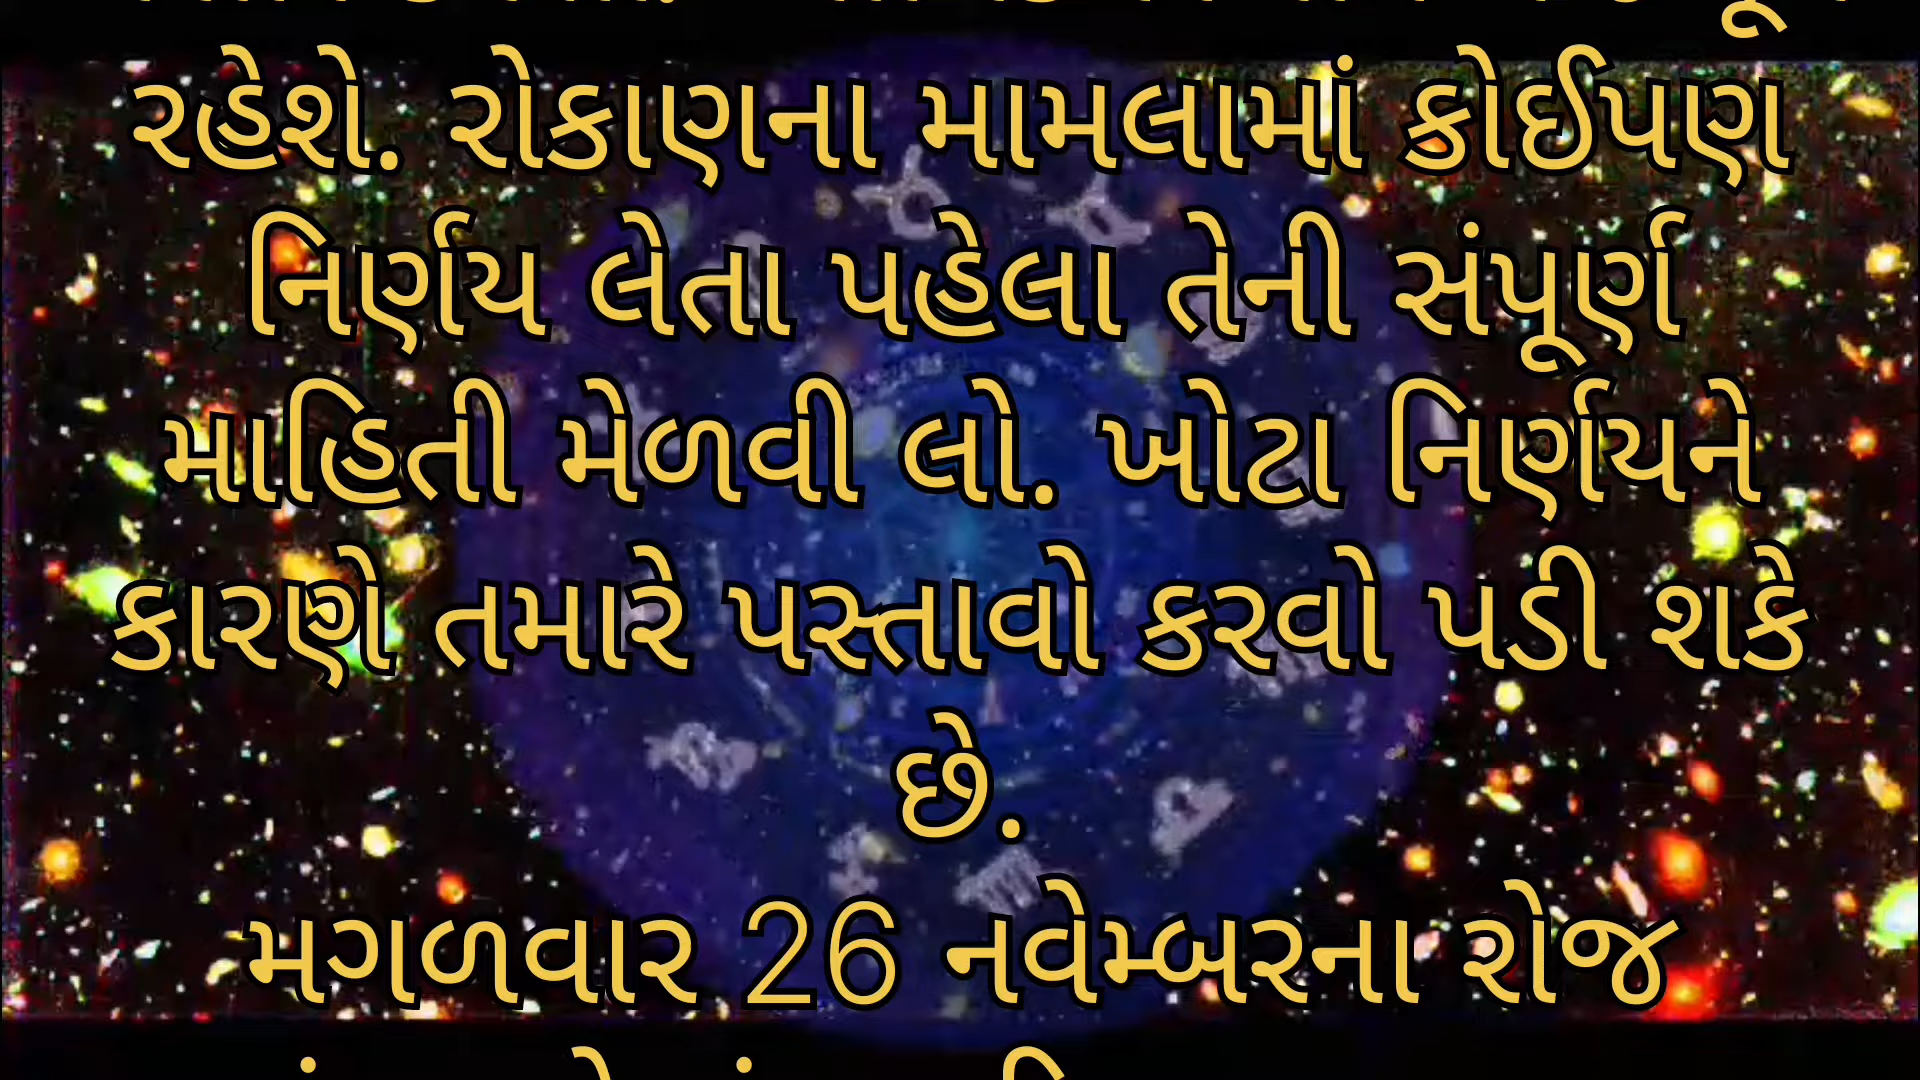 રહેશે. રોકાણના મામલામાં કોઈપણ
નિર્ણય લેતા પહેલા તેની સંપૂર્ણ
માહિતી મેળવી લો. ખોટા નિર્ણયને
કારણે તમારે પસ્તાવો કરવો પડી શકે
છે.
મગળવાર 26 નવેમ્બરના રોજ